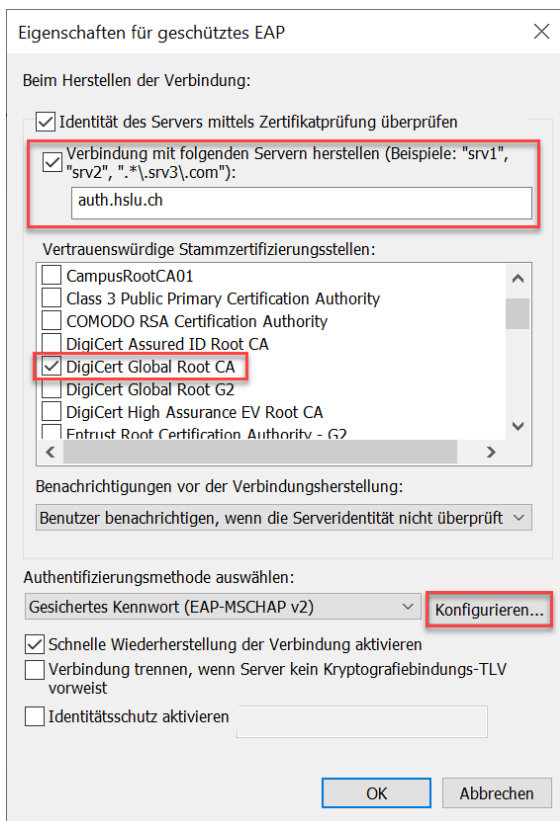 Eigenschaften für geschütztes EAP
Beim Herstellen der Verbindung:
Identität des Servers mittels Zertifikatprüfung überprüfen
Verbindung mit folgenden Servern herstellen (Beispiele: "srv1",
"srv2", ".*\.srv3\.com"):
auth.hslu.ch
Vertrauenswürdige Stammzertifizierungsstellen:
CampusRootCA01
Class 3 Public Primary Certification Authority
COMODO RSA Certification Authority
DigiCert Assured ID Root CA
DigiCert Global Root CA
DigiCert Global Root G2
DigiCert High Assurance EV Root CA
Entrust Root Certification Authority - G2
Benachrichtigungen vor der Verbindungsherstellung:
Benutzer benachrichtigen, wenn die Serveridentität nicht überprüft
Authentifizierungsmethode auswählen:
Gesichertes Kennwort (EAP-MSCHAP v2)
Konfigurieren...
Schnelle Wiederherstellung der Verbindung aktivieren
Verbindung trennen, wenn Server kein Kryptografiebindungs-TLV
vorweist
Identitätsschutz aktivieren
OK
Abbrechen